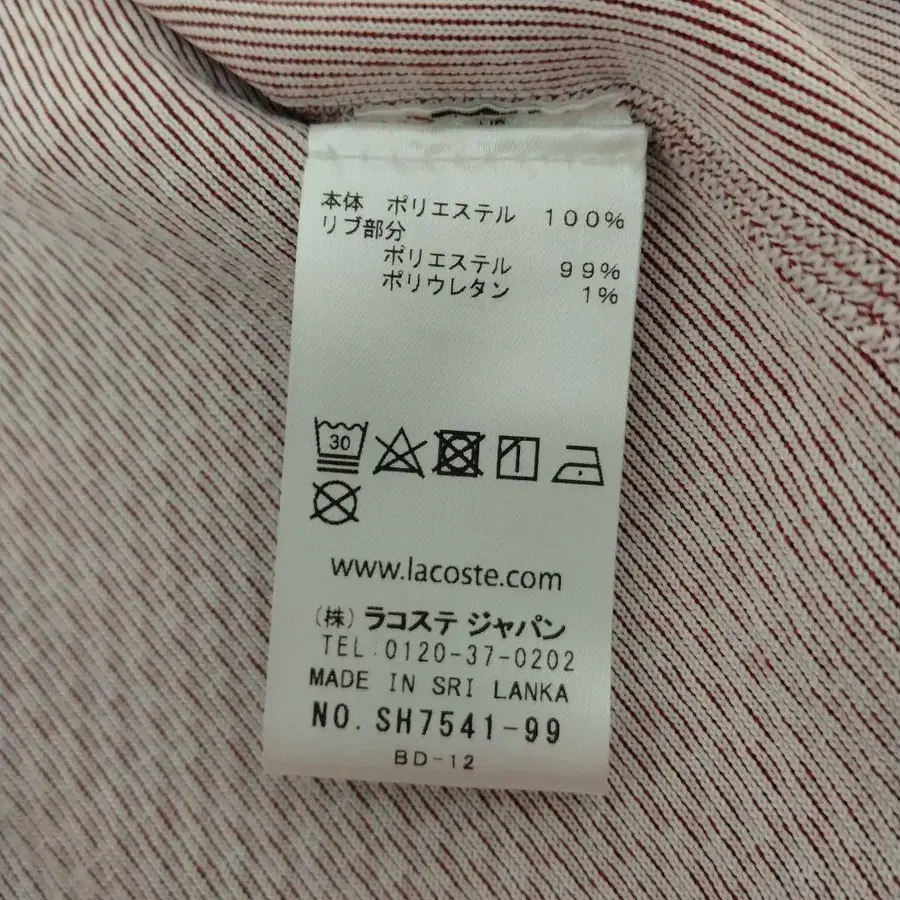 本体 ポリエステル 100%
リブ部分
ポリエステル 99%
ポリウレタン 1%
30
www.lacoste.com
(株)ラコステ ジャパン
TEL:0120-37-0202
MADE IN SRI LANKA
NO. SH7541-99
BD-12